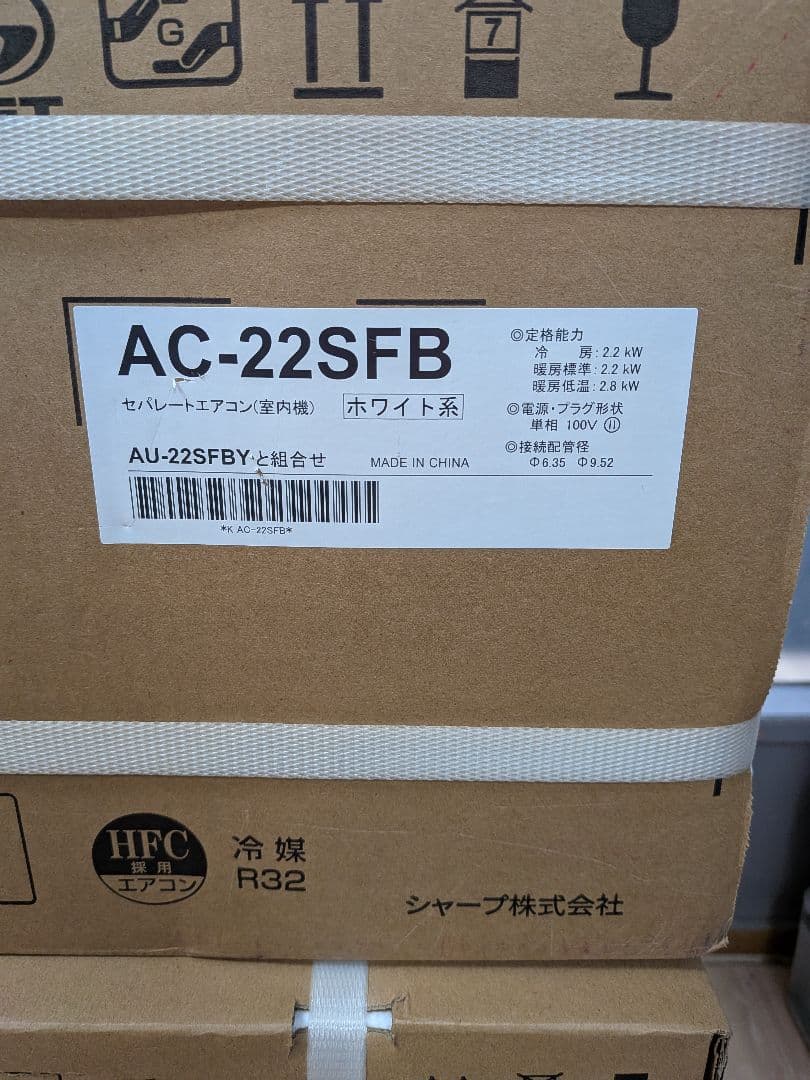 G
7
AC-22SFB
セパレートエアコン(室内機) ホワイト系
AU-22SFBYと組合せ MADE IN CHINA
*K AC-22SFB*
◎定格能力
冷 房:2.2 kW
暖房標準:2.2 kW
暖房低温:2.8 kW
◎電源・プラグ形状
単相 100V
◎接続配管径
Φ6.35 Φ9.52
HFC
採用
エアコン
冷媒
R32
シャープ株式会社